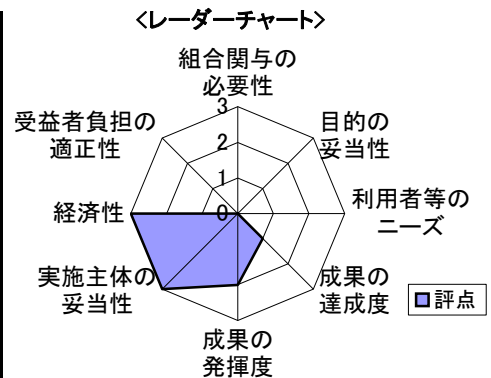 <レーダーチャート>
組合関与の
必要性
目的の
妥当性
利用者等の
ニーズ
成果の
達成度
成果の
発揮度
実施主体の
妥当性
経済性
受益者負担の
適正性
3
2
1
0
評点